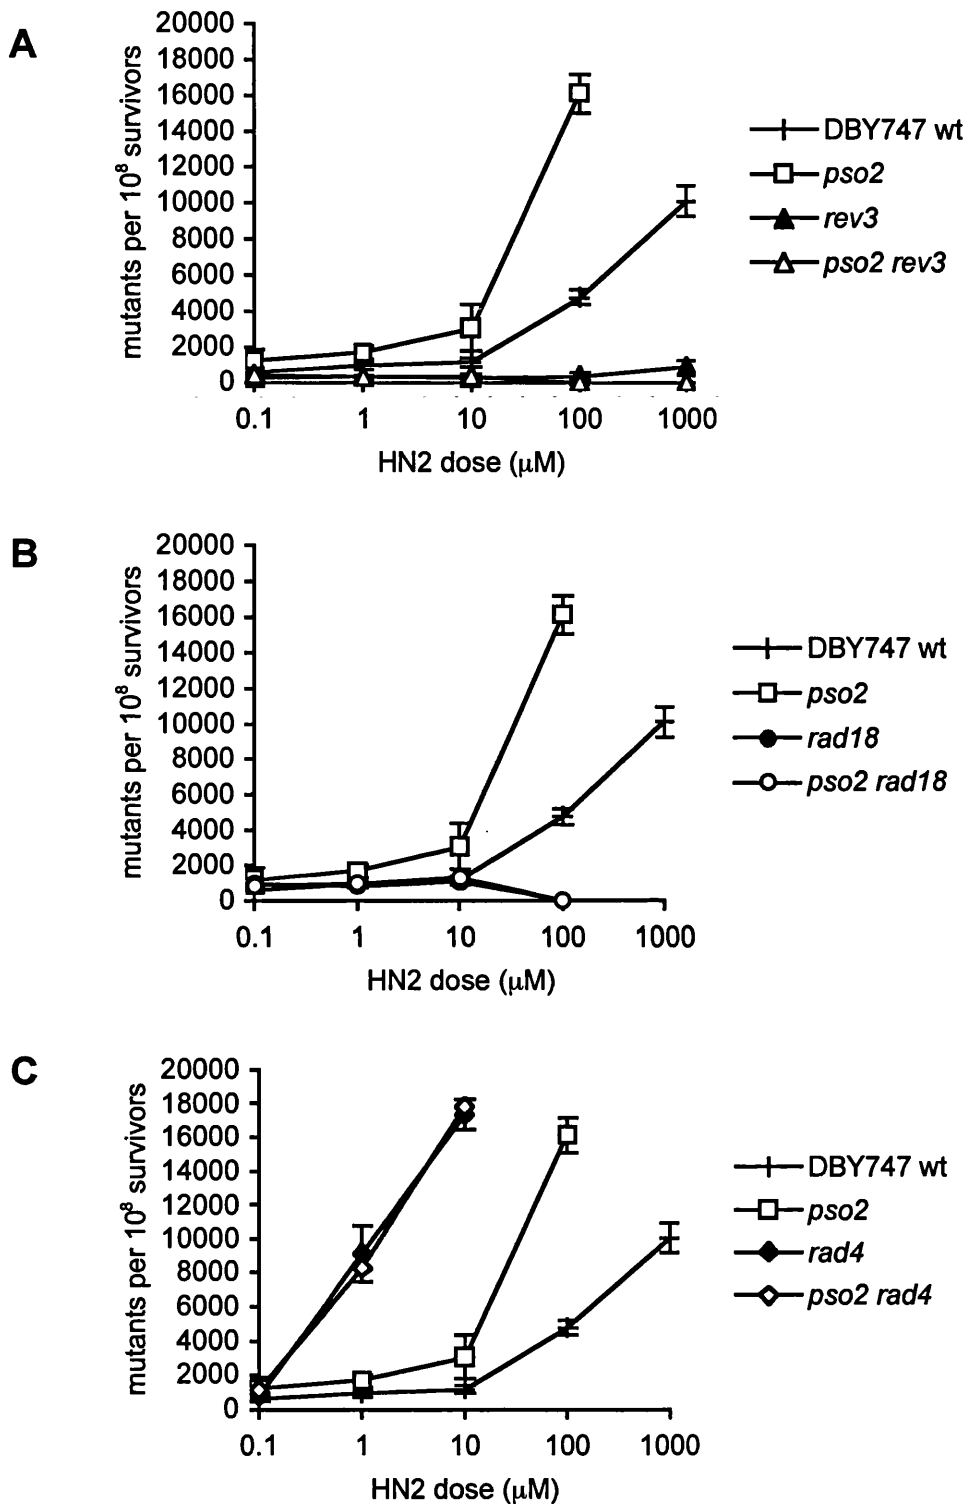 A
mutants per 10⁸ survivors
20000
18000
16000
14000
12000
10000
8000
6000
4000
2000
0
0.1 1 10 100 1000
HN2 dose (μM)
DBY747 wt
pso2
rev3
pso2 rev3
B
mutants per 10⁸ survivors
20000
18000
16000
14000
12000
10000
8000
6000
4000
2000
0
0.1 1 10 100 1000
HN2 dose (μM)
DBY747 wt
pso2
rad18
pso2 rad18
C
mutants per 10⁸ survivors
20000
18000
16000
14000
12000
10000
8000
6000
4000
2000
0
0.1 1 10 100 1000
HN2 dose (μM)
DBY747 wt
pso2
rad4
pso2 rad4